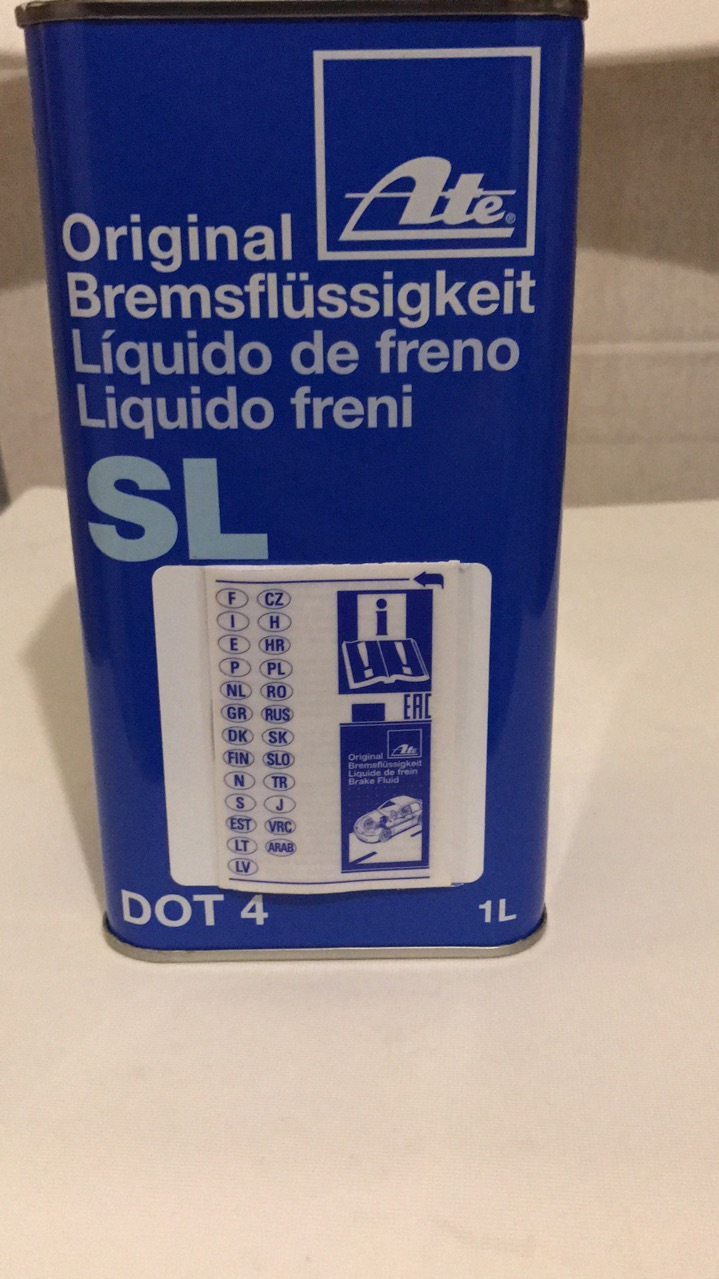 Ate®
Original
Bremsflüssigkeit
Líquido de freno
Liquido freni
SL
F CZ
I H
E HR
P PL
NL RO
GR RUS
DK SK
FIN SLO
N TR
S J
EST VRC
LT ARAB
LV
i
!!
EAC
Ate
Original
Bremsflüssigkeit
Liquide de frein
Brake Fluid
DOT 4
1L